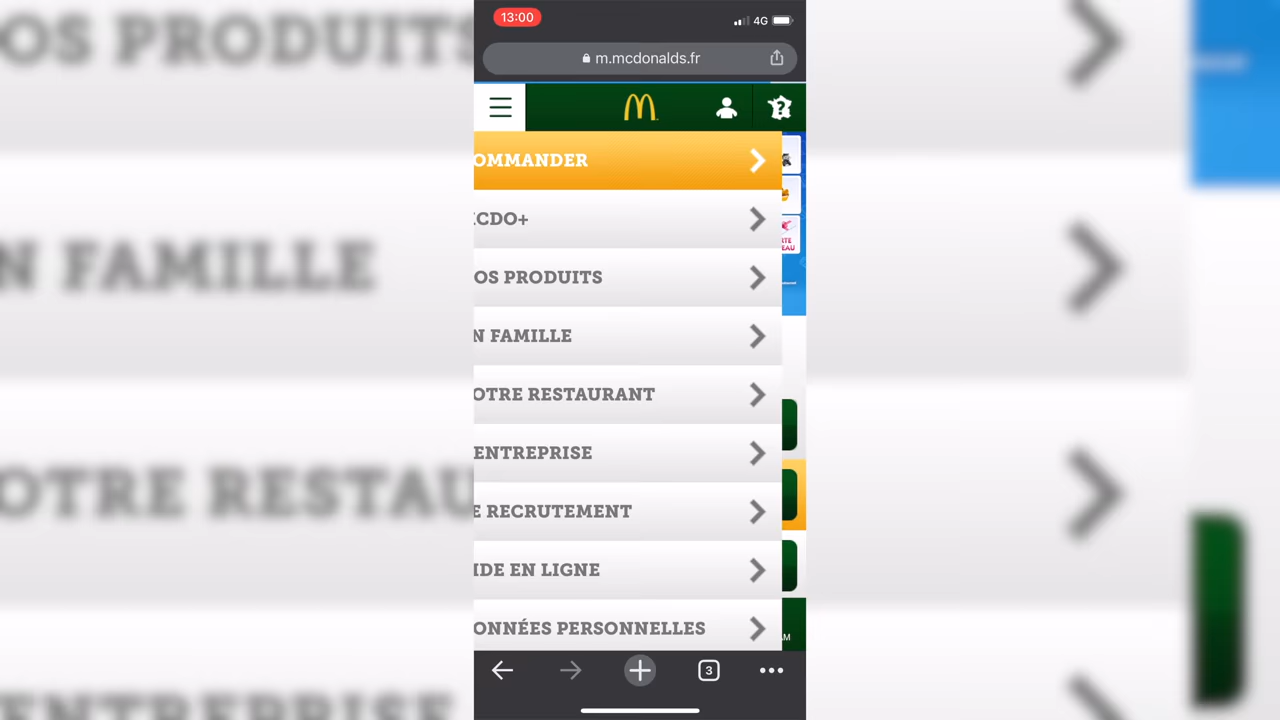 13:00
4G
m.mcdonalds.fr
OMMANDER
CDO+
OS PRODUITS
N FAMILLE
OTRE RESTAURANT
ENTREPRISE
E RECRUTEMENT
IDE EN LIGNE
ONNÉES PERSONNELLES
3